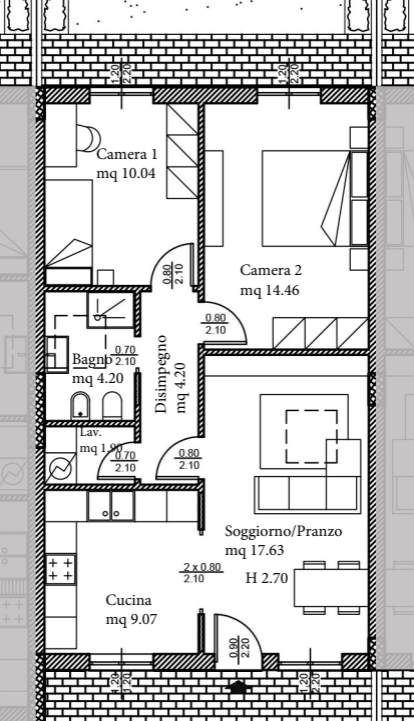 1.20
2.20
1.20
2.20
Camera 1
mq 10.04
Camera 2
mq 14.46
0.80
2.10
0.80
2.10
Bagno
mq 4.20
0.70
2.10
Disimpegno
mq 4.20
Lav.
mq 1.90
0.70
2.10
0.80
2.10
Soggiorno/Pranzo
mq 17.63
H 2.70
2 x 0.80
2.10
Cucina
mq 9.07
0.90
2.20
1.20
2.20
1.20
2.20